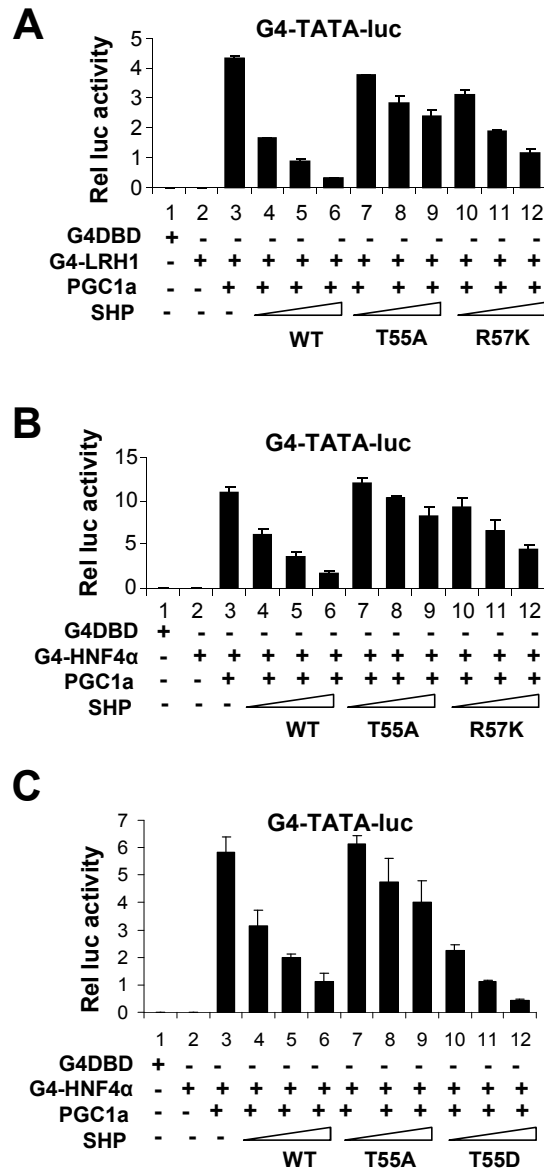 A
G4-TATA-luc
Rel luc activity
5
4
3
2
1
0
1 2 3 4 5 6 7 8 9 10 11 12
G4DBD + - - - - - - - - - - -
G4-LRH1 - + + + + + + + + + + +
PGC1a - - + + + + + + + + + +
SHP - - -
WT T55A R57K
B
G4-TATA-luc
Rel luc activity
15
10
5
0
1 2 3 4 5 6 7 8 9 10 11 12
G4DBD + - - - - - - - - - - -
G4-HNF4α - + + + + + + + + + + +
PGC1a - - + + + + + + + + + +
SHP - - -
WT T55A R57K
C
G4-TATA-luc
Rel luc activity
7
6
5
4
3
2
1
0
1 2 3 4 5 6 7 8 9 10 11 12
G4DBD + - - - - - - - - - - -
G4-HNF4α - + + + + + + + + + + +
PGC1a - - + + + + + + + + + +
SHP - - -
WT T55A T55D